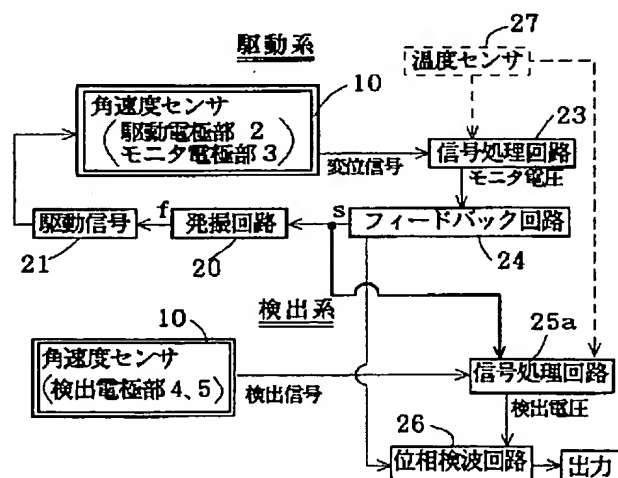 駆動系
27
温度センサ
10
角速度センサ
(駆動電極部 2
モニタ電極部 3)
変位信号
23
信号処理回路
モニタ電圧
駆動信号
f
発振回路
s
フィードバック回路
21
20
24
検出系
10
角速度センサ
(検出電極部 4、5)
検出信号
25a
信号処理回路
検出電圧
26
位相検波回路
出力